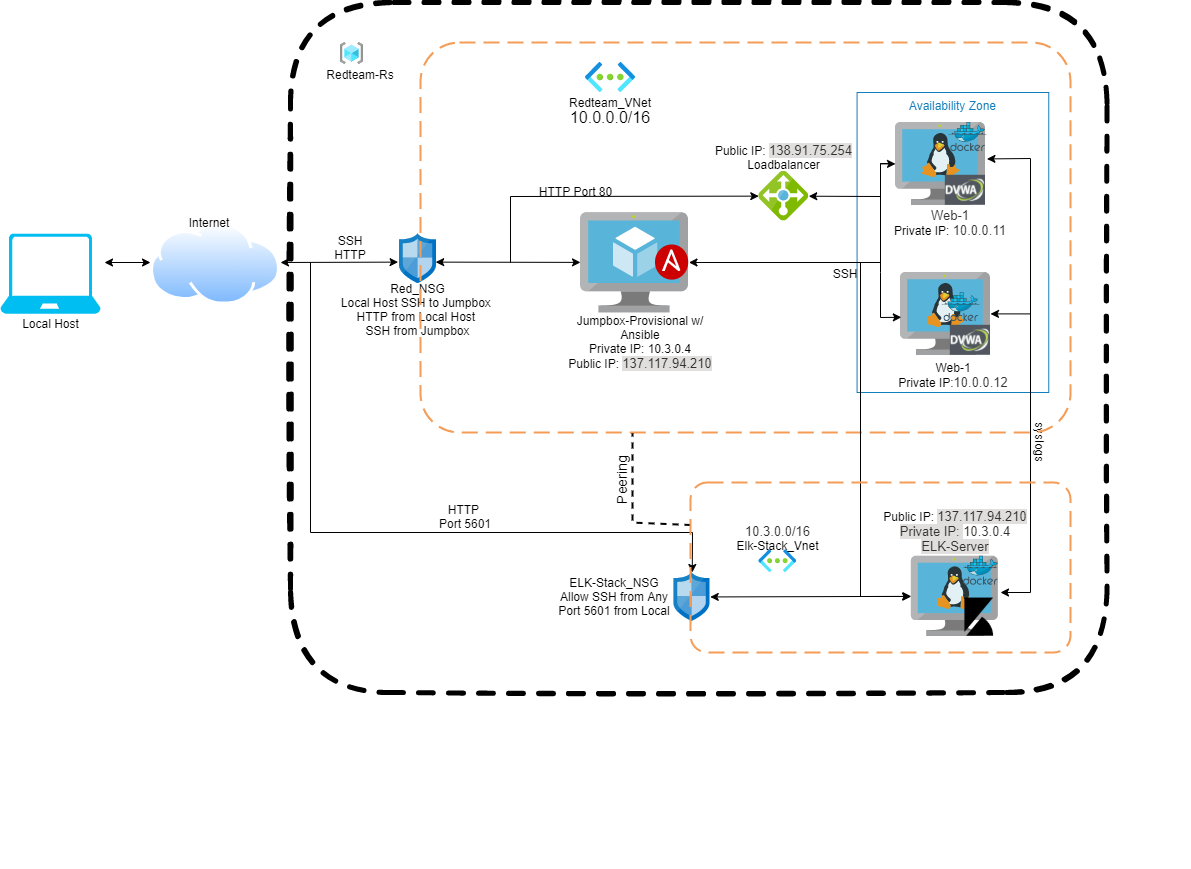 Redteam-Rs
Redteam_VNet
10.0.0.0/16
Availability Zone
docker
DVWA
Web-1
Private IP: 10.0.0.11
Public IP: 138.91.75.254
Loadbalancer
HTTP Port 80
Internet
SSH
HTTP
Local Host
Red_NSG
Local Host SSH to Jumpbox
HTTP from Local Host
SSH from Jumpbox
Jumpbox-Provisional w/
Ansible
Private IP: 10.3.0.4
Public IP: 137.117.94.210
SSH
docker
DVWA
Web-1
Private IP:10.0.0.12
syslogs
Peering
HTTP
Port 5601
10.3.0.0/16
Elk-Stack_Vnet
Public IP: 137.117.94.210
Private IP: 10.3.0.4
ELK-Server
docker
ELK-Stack_NSG
Allow SSH from Any
Port 5601 from Local